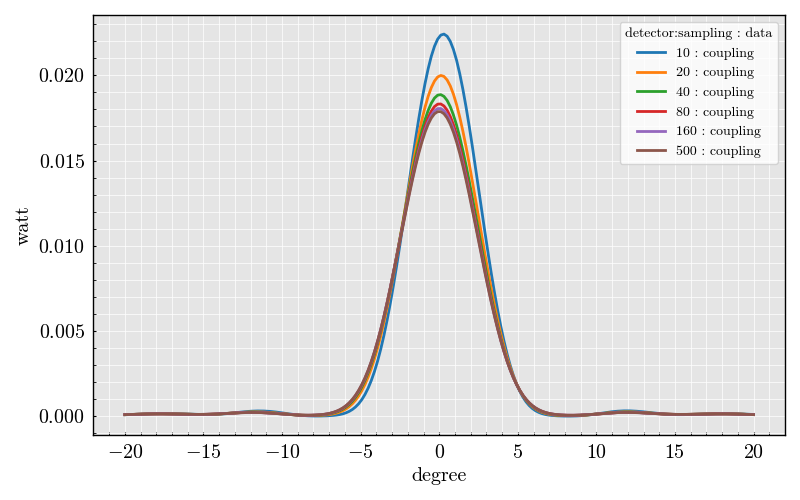 detector:sampling : data
10 : coupling
20 : coupling
40 : coupling
80 : coupling
160 : coupling
500 : coupling
0.020
0.015
0.010
0.005
0.000
watt
−20 −15 −10 −5 0 5 10 15 20
degree